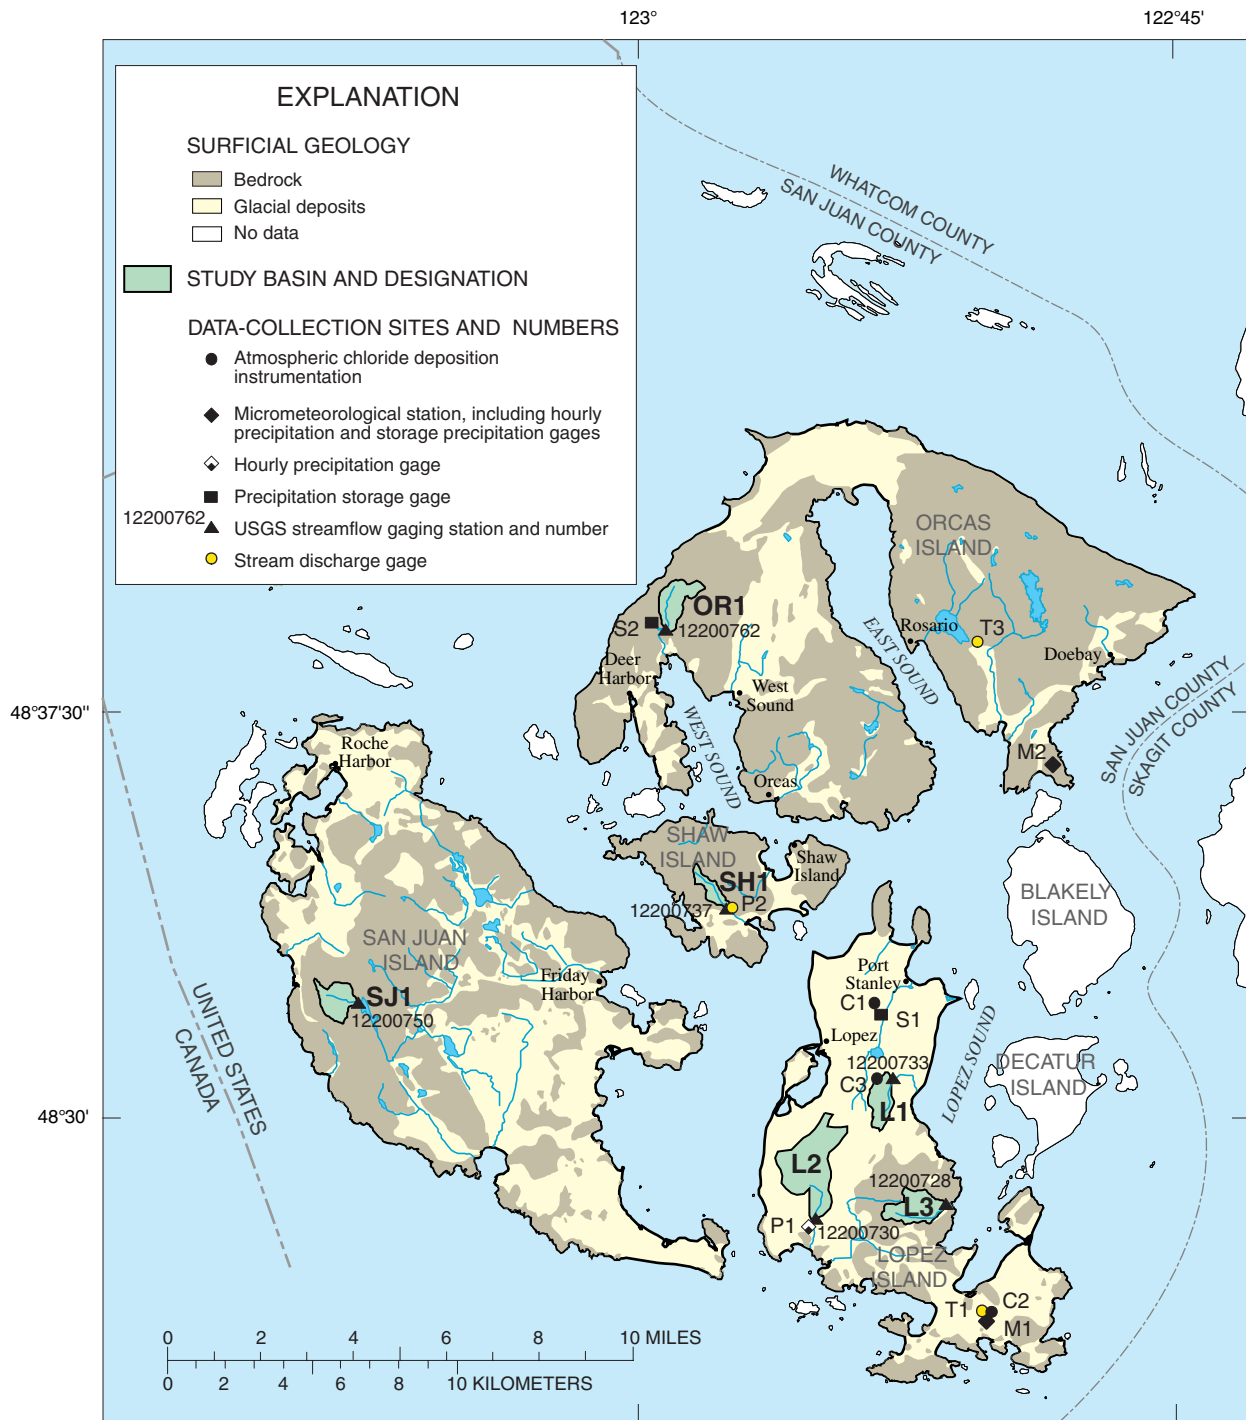 123°
122°45'
EXPLANATION
SURFICIAL GEOLOGY
Bedrock
Glacial deposits
No data
STUDY BASIN AND DESIGNATION
DATA-COLLECTION SITES AND NUMBERS
Atmospheric chloride deposition
instrumentation
Micrometeorological station, including hourly
precipitation and storage precipitation gages
Hourly precipitation gage
Precipitation storage gage
12200762
USGS streamflow gaging station and number
Stream discharge gage
WHATCOM COUNTY
SAN JUAN COUNTY
ORCAS
ISLAND
OR1
S2
12200762
Rosario
T3
EAST SOUND
Deer
Harbor
Doebay
West
Sound
WEST SOUND
SAN JUAN COUNTY
SKAGIT COUNTY
48°37'30"
M2
Roche
Harbor
Orcas
SHAW
ISLAND
Shaw
Island
SH1
P2
12200737
BLAKELY
ISLAND
SAN JUAN
ISLAND
Friday
Harbor
Port
Stanley
SJ1
12200750
C1
S1
UNITED STATES
CANADA
Lopez
LOPEZ SOUND
12200733
C3
DECATUR
ISLAND
L1
48°30'
L2
12200728
L3
P1
12200730
LOPEZ
ISLAND
T1
C2
M1
0 2 4 6 8 10 MILES
0 2 4 6 8 10 KILOMETERS